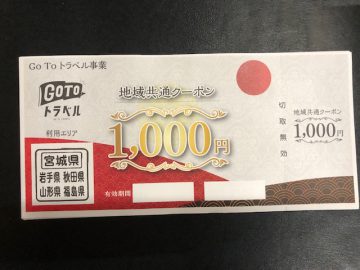 Go To トラベル事業
GOTO
トラベル
利用エリア
宮城県
岩手県 秋田県
山形県 福島県
地域共通クーポン
1,000円
有効期間
切取無効
地域共通クーポン
1,000円